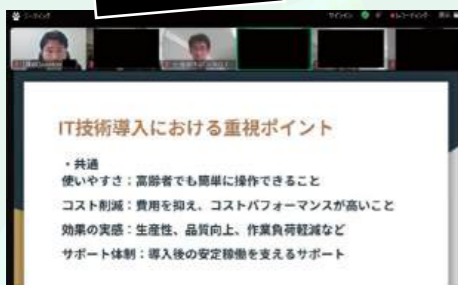 IT技術導入における重視ポイント
・共通
使いやすさ：高齢者でも簡単に操作できること
コスト削減：費用を抑え、コストパフォーマンスが高いこと
効果の実感：生産性、品質向上、作業負荷軽減など
サポート体制：導入後の安定稼働を支えるサポート